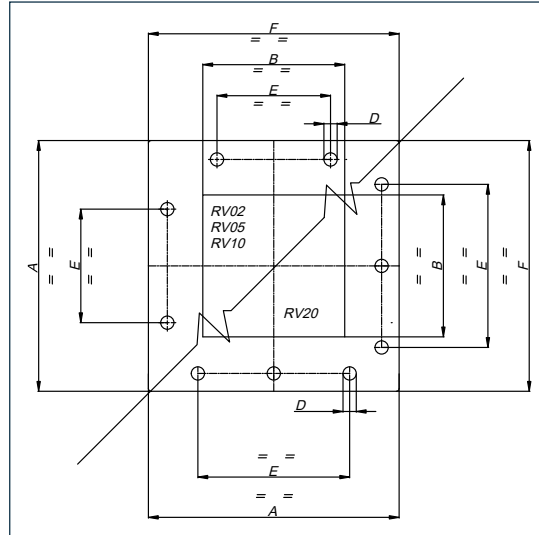 F
= =
B
= =
E
= =
D
RV02
RV05
RV10
A
= =
E
= =
B
= =
E
= =
F
= =
RV20
D
= =
E
= =
A